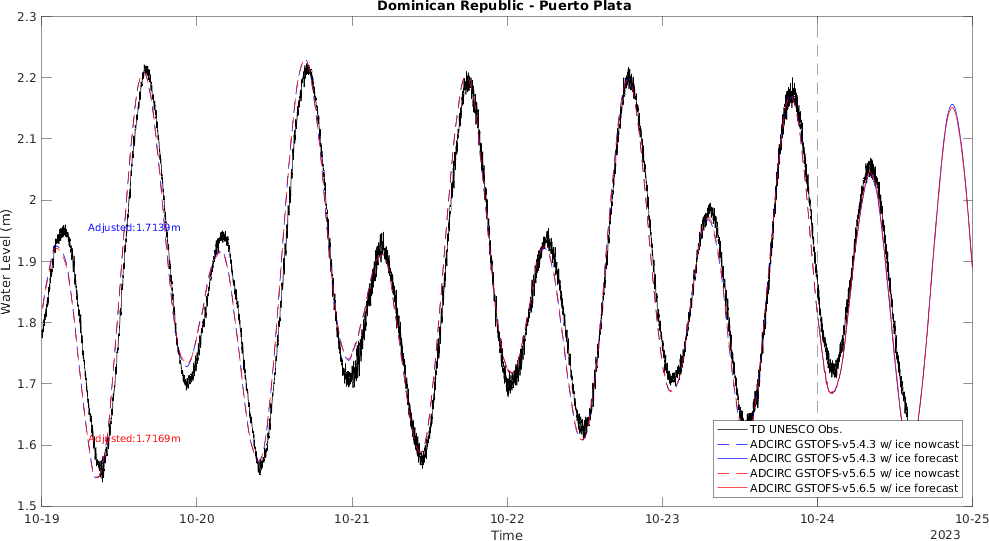 Dominican Republic - Puerto Plata
2.3
2.2
2.1
2
1.9
1.8
1.7
1.6
1.5
Water Level (m)
Adjusted:1.7139m
Adjusted:1.7169m
TD UNESCO Obs.
ADCIRC GSTOFS-v5.4.3 w/ ice nowcast
ADCIRC GSTOFS-v5.4.3 w/ ice forecast
ADCIRC GSTOFS-v5.6.5 w/ ice nowcast
ADCIRC GSTOFS-v5.6.5 w/ ice forecast
10-19 10-20 10-21 10-22 10-23 10-24 10-25
Time
2023